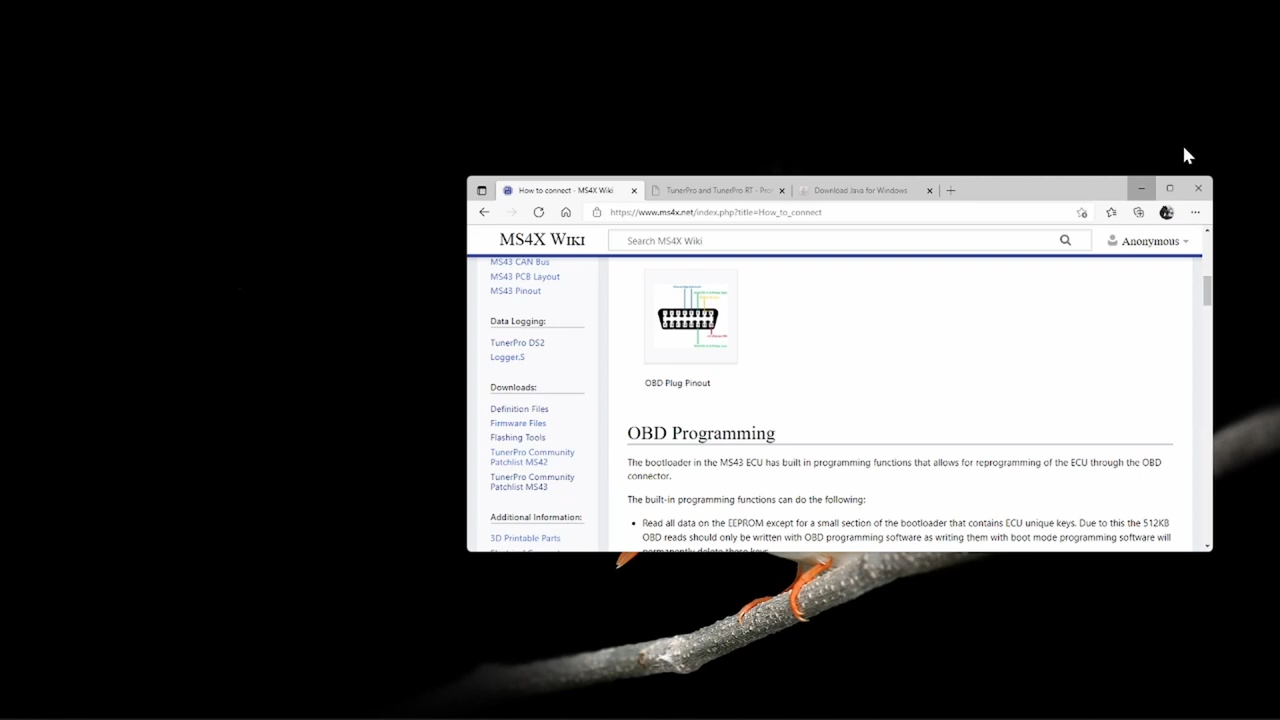 How to connect - MS4X Wiki
TunerPro and TunerPro RT - Pro
Download Java for Windows
https://www.ms4x.net/index.php?title=How_to_connect
MS4X Wiki
Search MS4X Wiki
Anonymous
MS43 CAN Bus
MS43 PCB Layout
MS43 Pinout
Data Logging:
TunerPro DS2
Logger.S
Downloads:
Definition Files
Firmware Files
Flashing Tools
TunerPro Community
Patchlist MS42
TunerPro Community
Patchlist MS43
Additional Information:
3D Printable Parts
OBD Plug Pinout
OBD Programming
The bootloader in the MS43 ECU has built in programming functions that allows for reprogramming of the ECU through the OBD
connector.
The built-in programming functions can do the following:
Read all data on the EEPROM except for a small section of the bootloader that contains ECU unique keys. Due to this the 512KB
OBD reads should only be written with OBD programming software as writing them with boot mode programming software will
permanently delete these keys